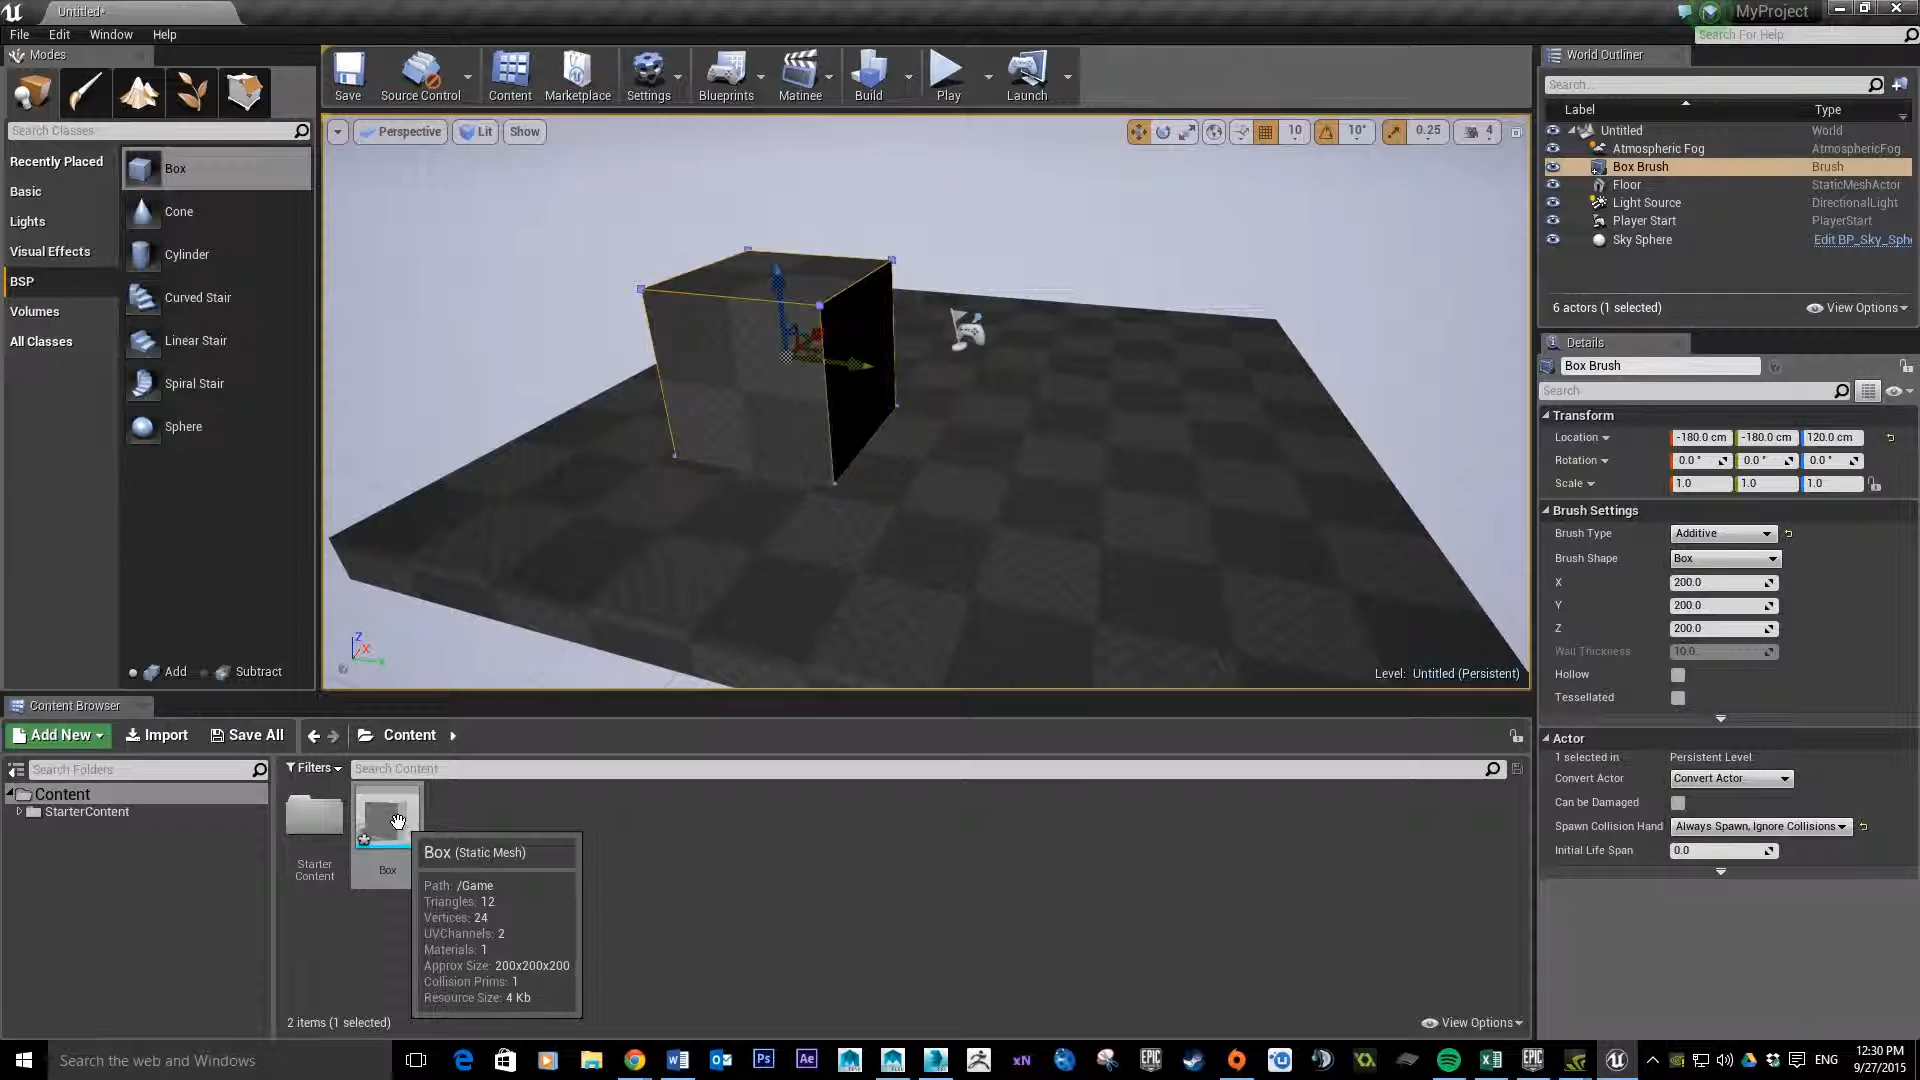 Untitled*
MyProject
File Edit Window Help
Search For Help
Modes
Save Source Control Content Marketplace Settings Blueprints Matinee Build Play Launch
World Outliner
Search...
Label Type
Search Classes
Perspective Lit Show
10 10° 0.25 4
Untitled World
Atmospheric Fog AtmosphericFog
Box Brush Brush
Floor StaticMeshActor
Light Source DirectionalLight
Player Start PlayerStart
Sky Sphere Edit BP_Sky_Sph
6 actors (1 selected) View Options
Recently Placed
Basic
Lights
Visual Effects
BSP
Volumes
All Classes
Box
Cone
Cylinder
Curved Stair
Linear Stair
Spiral Stair
Sphere
Add Subtract
Z
X
Level: Untitled (Persistent)
Details
Box Brush
Search
Transform
Location -180.0 cm -180.0 cm 120.0 cm
Rotation 0.0 ° 0.0 ° 0.0 °
Scale 1.0 1.0 1.0
Brush Settings
Brush Type Additive
Brush Shape Box
X 200.0
Y 200.0
Z 200.0
Wall Thickness 10.0
Hollow
Tessellated
Actor
1 selected in Persistent Level
Convert Actor Convert Actor
Can be Damaged
Spawn Collision Hand Always Spawn, Ignore Collisions
Initial Life Span 0.0
Content Browser
Add New Import Save All Content
Search Folders
Filters Search Content
Content
StarterContent
Starter
Content
Box
Box (Static Mesh)
Path: /Game
Triangles: 12
Vertices: 24
UVChannels: 2
Materials: 1
Approx Size: 200x200x200
Collision Prims: 1
Resource Size: 4 Kb
2 items (1 selected) View Options
Search the web and Windows
Ps Ae xN EPIC EPIC
ENG
12:30 PM
9/27/2015